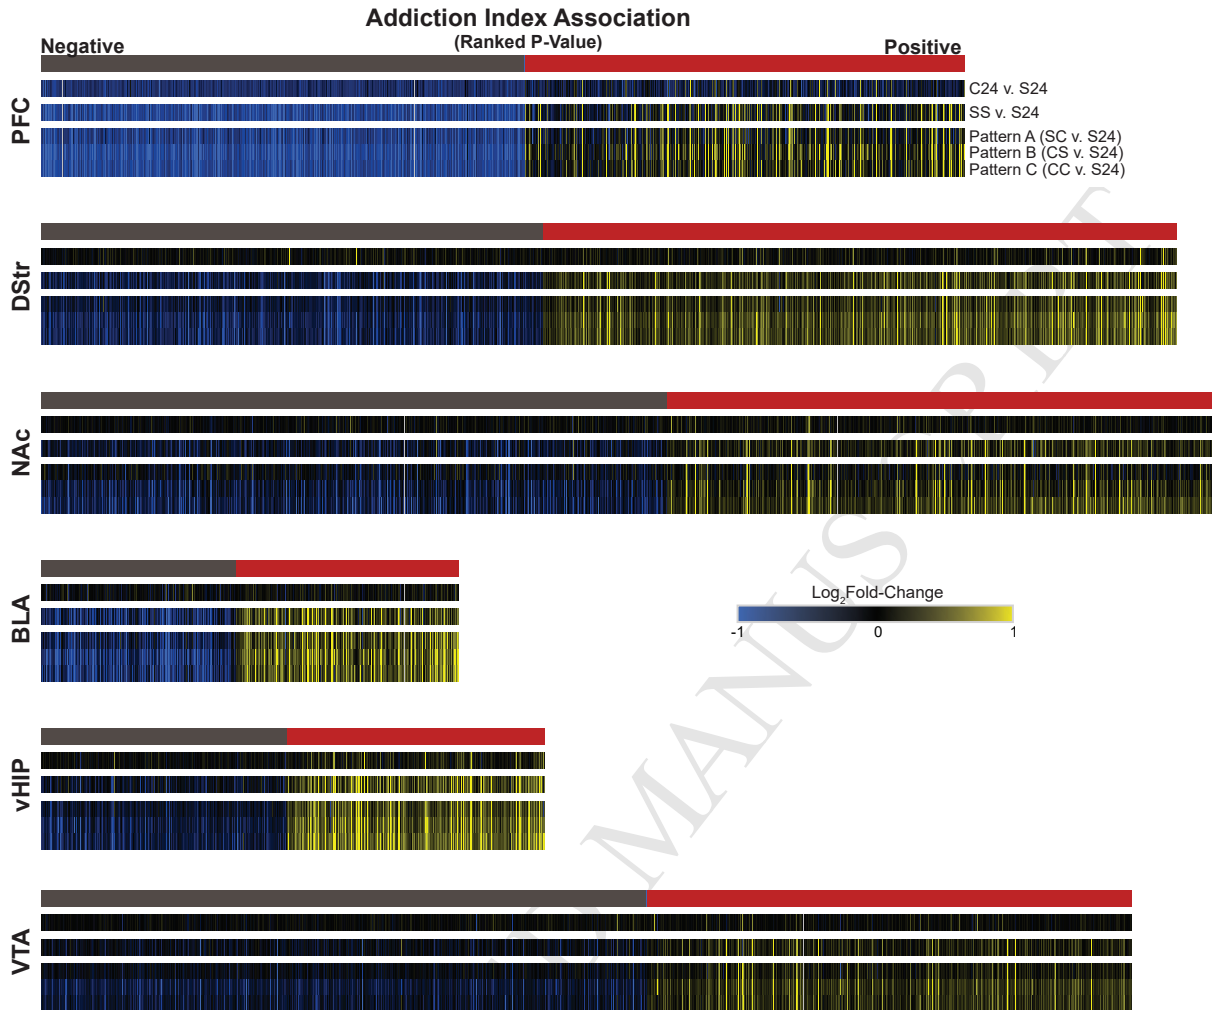 Addiction Index Association
(Ranked P-Value)
Negative
Positive
PFC
C24 v. S24
SS v. S24
Pattern A (SC v. S24)
Pattern B (CS v. S24)
Pattern C (CC v. S24)
DStr
NAc
BLA
Log2Fold-Change
-1 0 1
vHIP
VTA